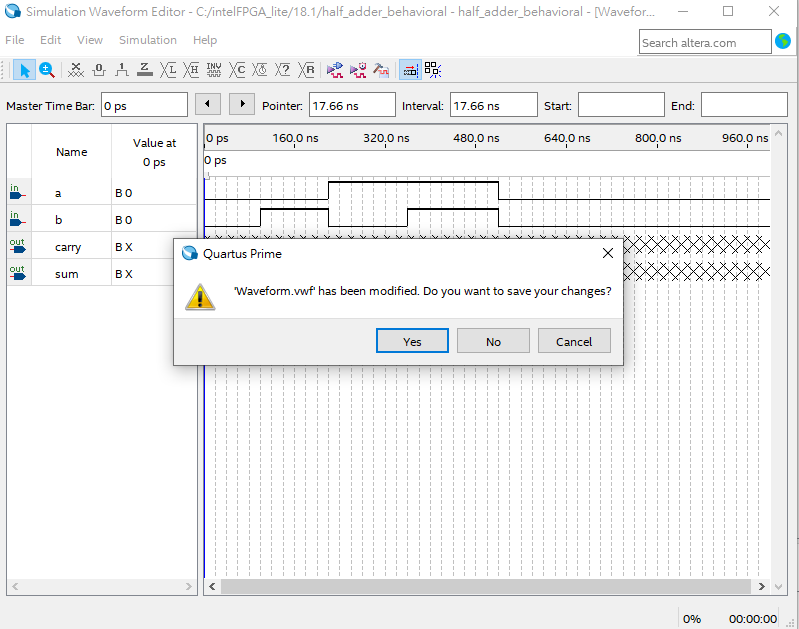 Simulation Waveform Editor - C:/intelFPGA_lite/18.1/half_adder_behavioral - half_adder_behavioral - [Wavefor...
File Edit View Simulation Help
Search altera.com
Master Time Bar: 0 ps Pointer: 17.66 ns Interval: 17.66 ns Start: End:
Name Value at
0 ps
0 ps 160.0 ns 320.0 ns 480.0 ns 640.0 ns 800.0 ns 960.0 ns
0 ps
in a B 0
in b B 0
out carry B X
out sum B X
Quartus Prime
'Waveform.vwf' has been modified. Do you want to save your changes?
Yes No Cancel
0% 00:00:00